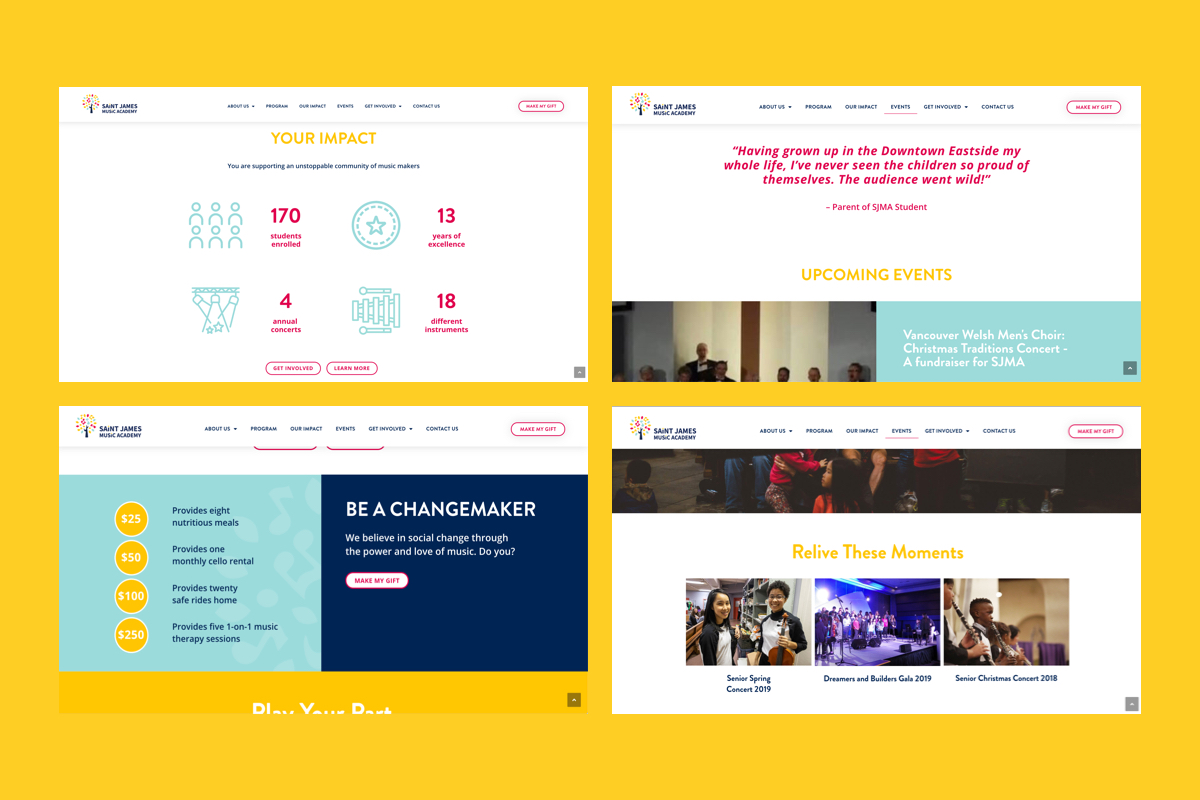 SAiNT JAMES
MUSiC ACADEMY
ABOUT US
PROGRAM
OUR IMPACT
EVENTS
GET INVOLVED
CONTACT US
MAKE MY GIFT
YOUR IMPACT
You are supporting an unstoppable community of music makers
170
students
enrolled
13
years of
excellence
4
annual
concerts
18
different
instruments
GET INVOLVED
LEARN MORE
SAiNT JAMES
MUSiC ACADEMY
ABOUT US
PROGRAM
OUR IMPACT
EVENTS
GET INVOLVED
CONTACT US
MAKE MY GIFT
“Having grown up in the Downtown Eastside my
whole life, I’ve never seen the children so proud of
themselves. The audience went wild!”
– Parent of SJMA Student
UPCOMING EVENTS
Vancouver Welsh Men's Choir:
Christmas Traditions Concert -
A fundraiser for SJMA
SAiNT JAMES
MUSiC ACADEMY
ABOUT US
PROGRAM
OUR IMPACT
EVENTS
GET INVOLVED
CONTACT US
MAKE MY GIFT
$25
Provides eight
nutritious meals
$50
Provides one
monthly cello rental
$100
Provides twenty
safe rides home
$250
Provides five 1-on-1 music
therapy sessions
BE A CHANGEMAKER
We believe in social change through
the power and love of music. Do you?
MAKE MY GIFT
Play Your Part
SAiNT JAMES
MUSiC ACADEMY
ABOUT US
PROGRAM
OUR IMPACT
EVENTS
GET INVOLVED
CONTACT US
MAKE MY GIFT
Relive These Moments
Senior Spring
Concert 2019
Dreamers and Builders Gala 2019
Senior Christmas Concert 2018